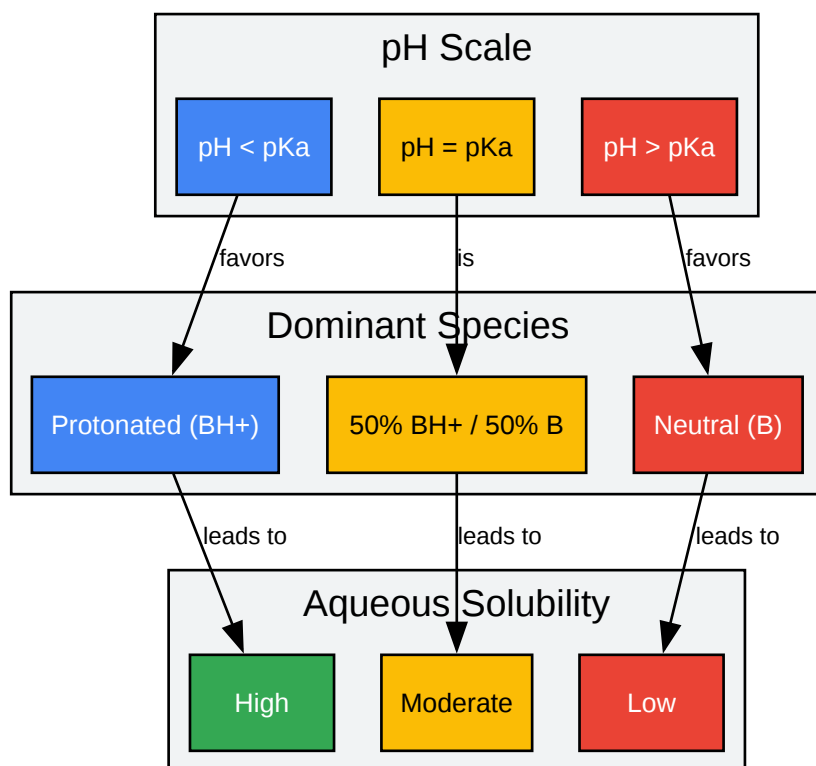 pH Scale
pH < pKa
pH = pKa
pH > pKa
favors
is
favors
Dominant Species
Protonated (BH+)
50% BH+ / 50% B
Neutral (B)
leads to
leads to
leads to
Aqueous Solubility
High
Moderate
Low